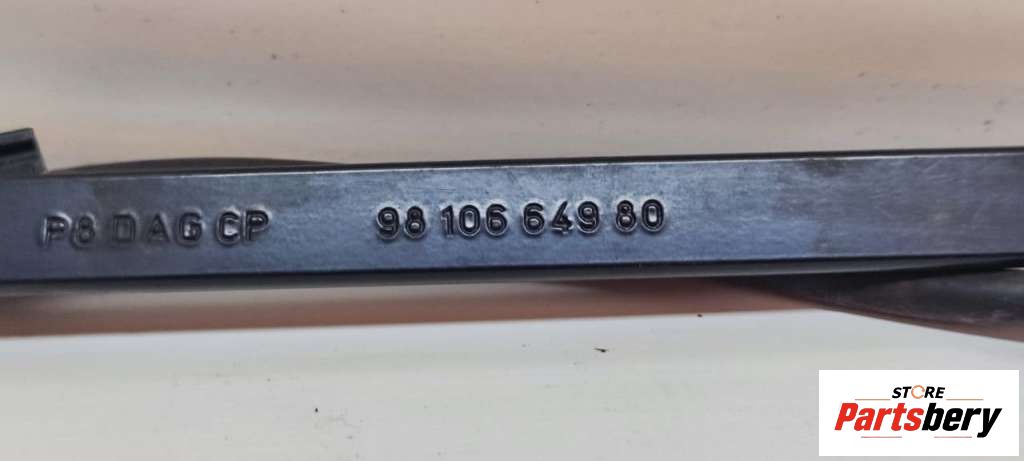 P8 DAG CP 98 106 649 80
STORE
Partsbery